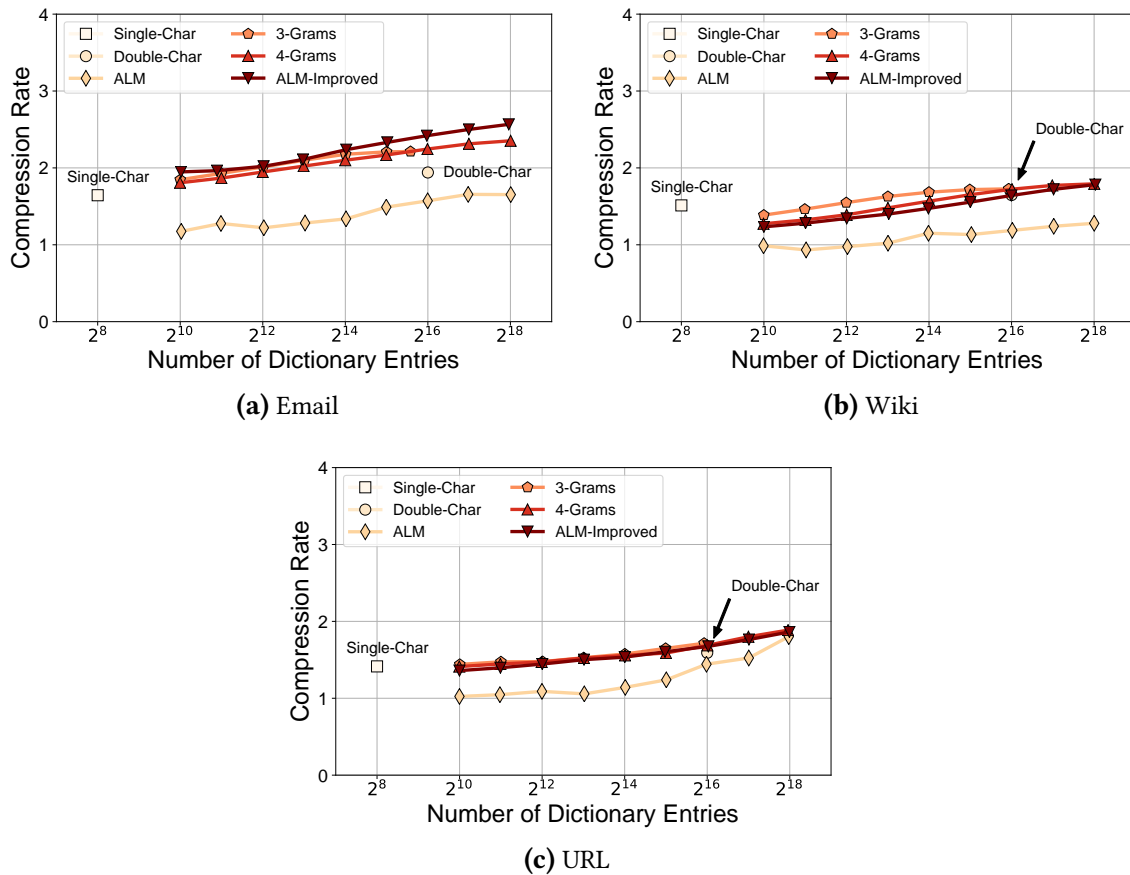 4
3
2
1
0
Compression Rate
Single-Char
Double-Char
ALM
3-Grams
4-Grams
ALM-Improved
Single-Char
Double-Char
2^8 2^10 2^12 2^14 2^16 2^18
Number of Dictionary Entries
(a) Email
4
3
2
1
0
Compression Rate
Single-Char
Double-Char
ALM
3-Grams
4-Grams
ALM-Improved
Double-Char
Single-Char
2^8 2^10 2^12 2^14 2^16 2^18
Number of Dictionary Entries
(b) Wiki
4
3
2
1
0
Compression Rate
Single-Char
Double-Char
ALM
3-Grams
4-Grams
ALM-Improved
Double-Char
Single-Char
2^8 2^10 2^12 2^14 2^16 2^18
Number of Dictionary Entries
(c) URL